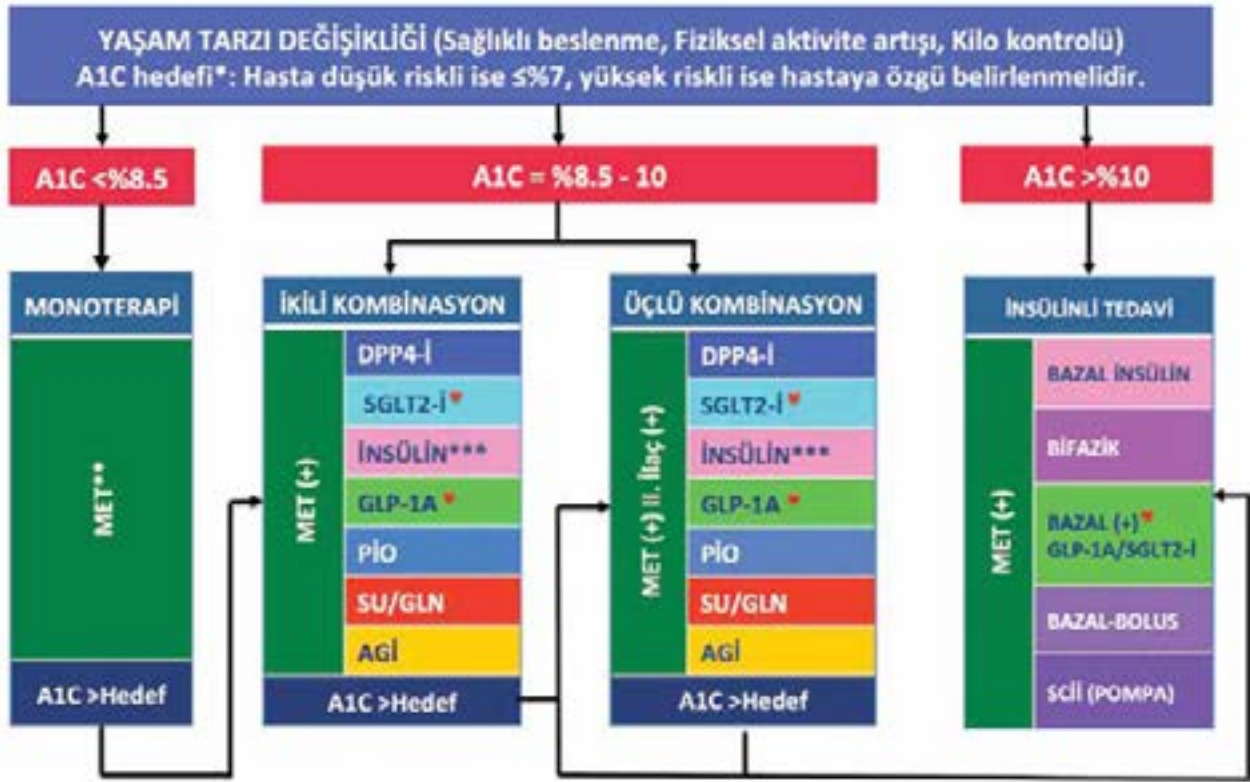 YAŞAM TARZI DEĞİŞİKLİĞİ (Sağlıklı beslenme, Fiziksel aktivite artışı, Kilo kontrolü)
A1C hedefi*: Hasta düşük riskli ise ≤%7, yüksek riskli ise hastaya özgü belirlenmelidir.
A1C <%8.5
A1C = %8.5 - 10
A1C >%10
MONOTERAPİ
MET**
A1C >Hedef
İKİLİ KOMBİNASYON
MET (+)
DPP4-İ
SGLT2-İ♥
İNSÜLİN***
GLP-1A♥
PİO
SU/GLN
AGİ
A1C >Hedef
ÜÇLÜ KOMBİNASYON
MET (+) II. İlaç (+)
DPP4-İ
SGLT2-İ♥
İNSÜLİN***
GLP-1A♥
PİO
SU/GLN
AGİ
A1C >Hedef
İNSÜLİNLİ TEDAVİ
MET (+)
BAZAL İNSÜLİN
BİFAZİK
BAZAL (+)♥
GLP-1A/SGLT2-İ
BAZAL-BOLUS
SCİİ (POMPA)